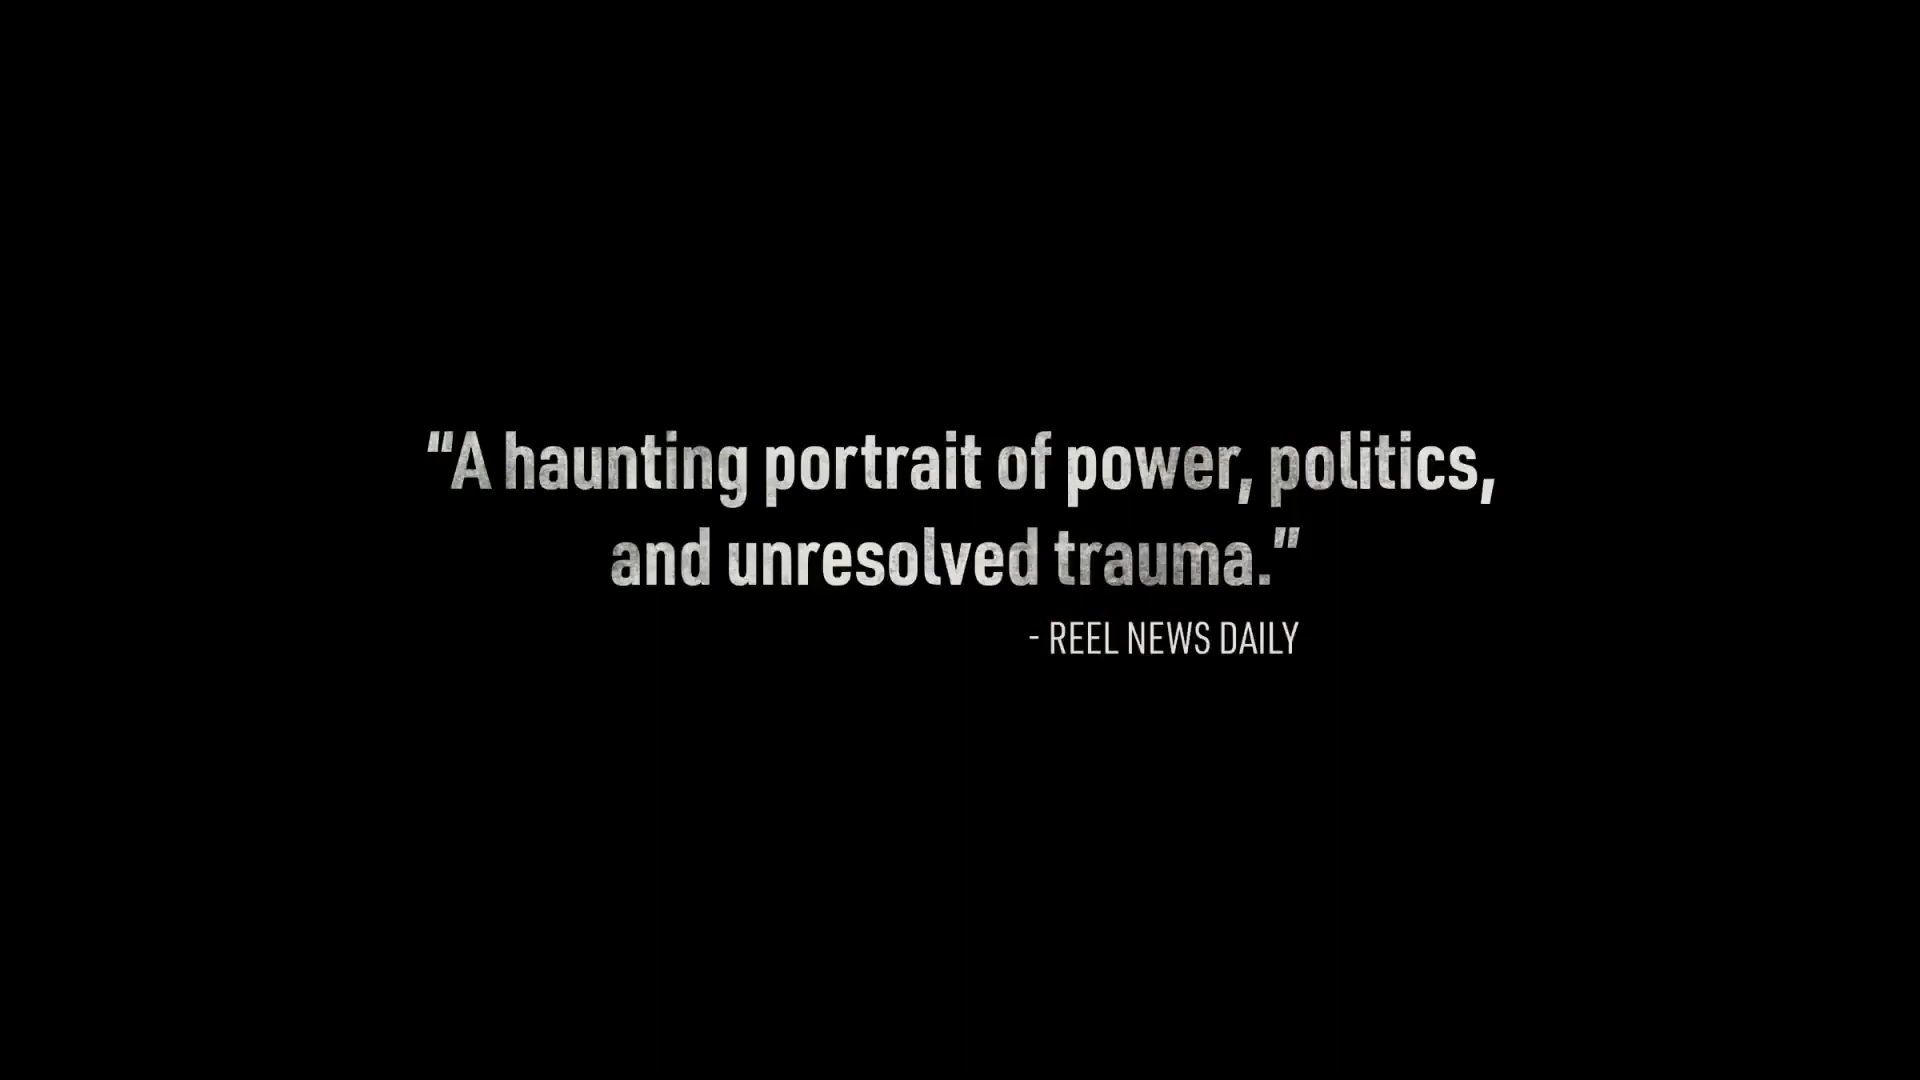 “A haunting portrait of power, politics,
and unresolved trauma.”
- REEL NEWS DAILY